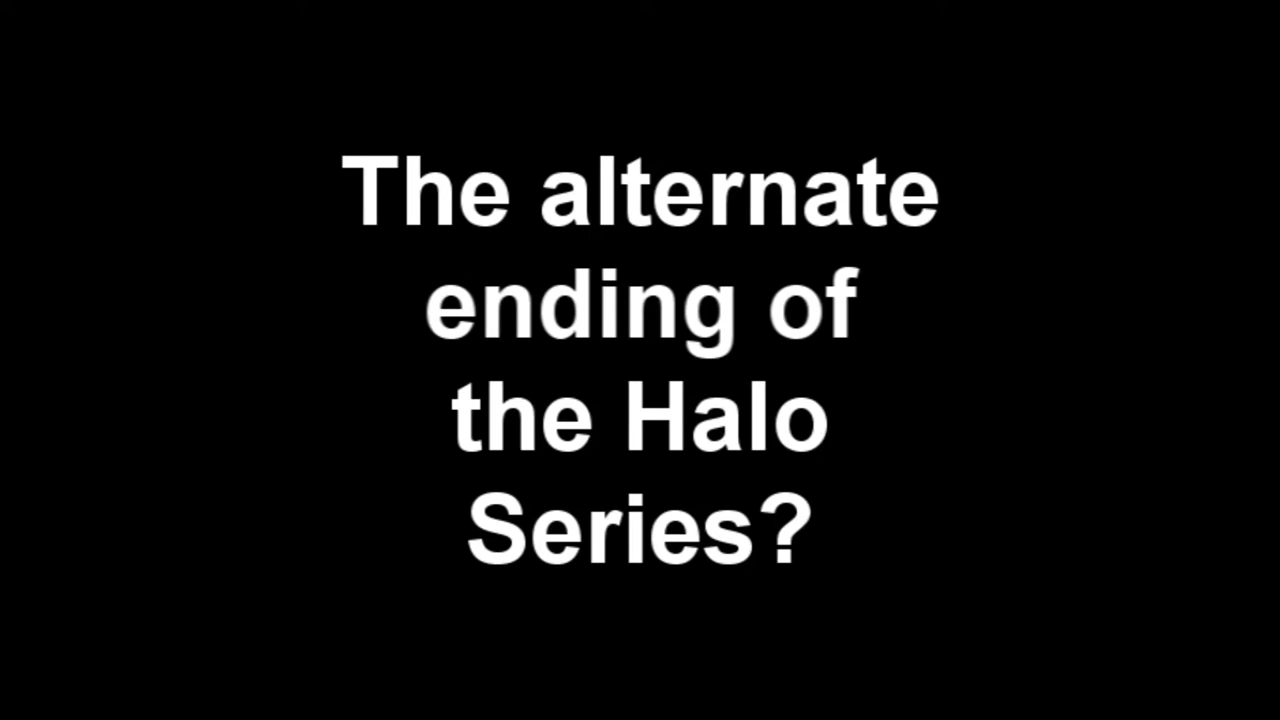 The alternate
ending of
the Halo
Series?